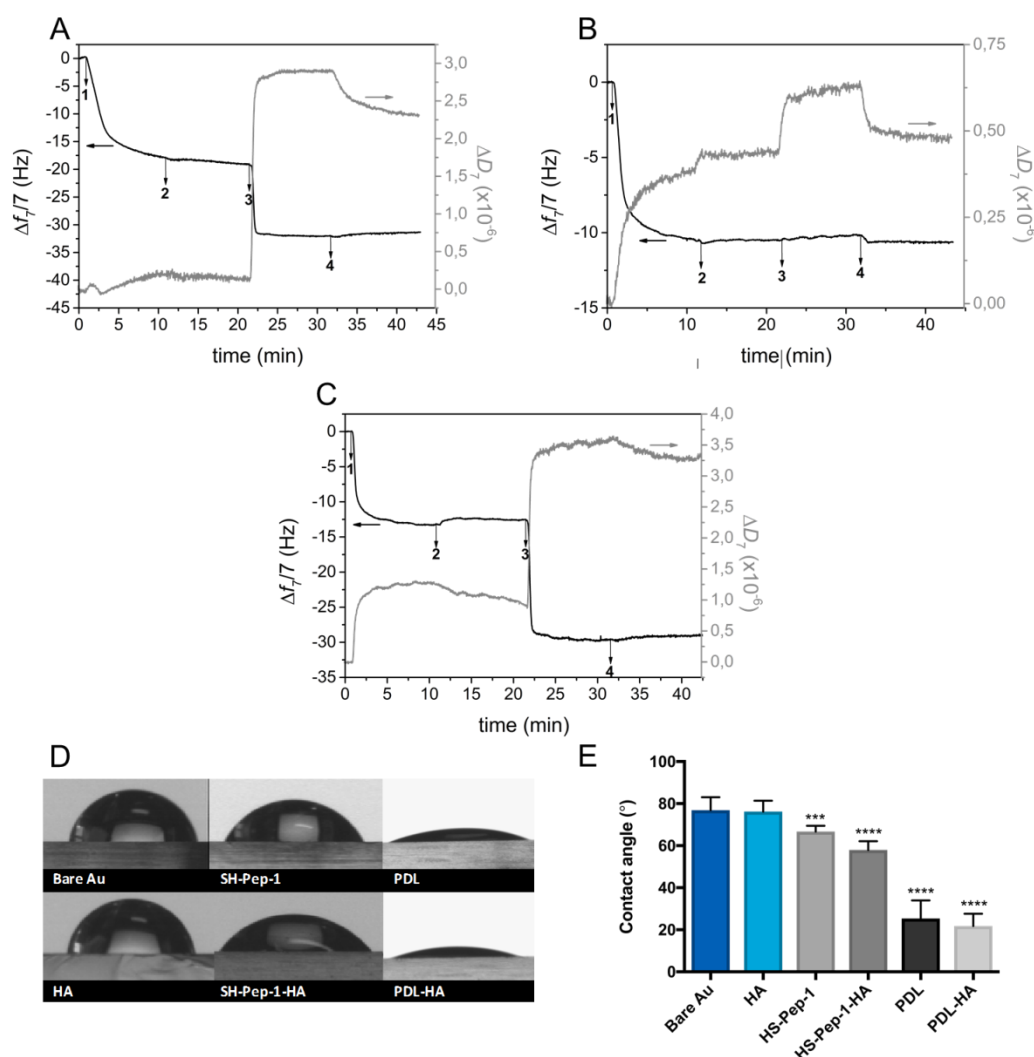 A
0
-5
-10
-15
-20
-25
-30
-35
-40
-45
Δf₇/7 (Hz)
1
2
3
4
3,0
2,5
2,0
1,5
1,0
0,5
0,0
ΔD₇ (x10⁻⁶)
0 5 10 15 20 25 30 35 40 45
time (min)
B
0
-5
-10
-15
Δf₇/7 (Hz)
1
2
3
4
0,75
0,50
0,25
0,00
ΔD₇ (x10⁻⁶)
0 10 20 30 40
time (min)
C
0
-5
-10
-15
-20
-25
-30
-35
Δf₇/7 (Hz)
1
2
3
4
4,0
3,5
3,0
2,5
2,0
1,5
1,0
0,5
0,0
ΔD₇ (x10⁻⁶)
0 5 10 15 20 25 30 35 40
time (min)
D
Bare Au SH-Pep-1 PDL
HA SH-Pep-1-HA PDL-HA
E
100
80
60
40
20
0
Contact angle (°)
***
****
****
****
Bare Au
HA
HS-Pep-1
HS-Pep-1-HA
PDL
PDL-HA